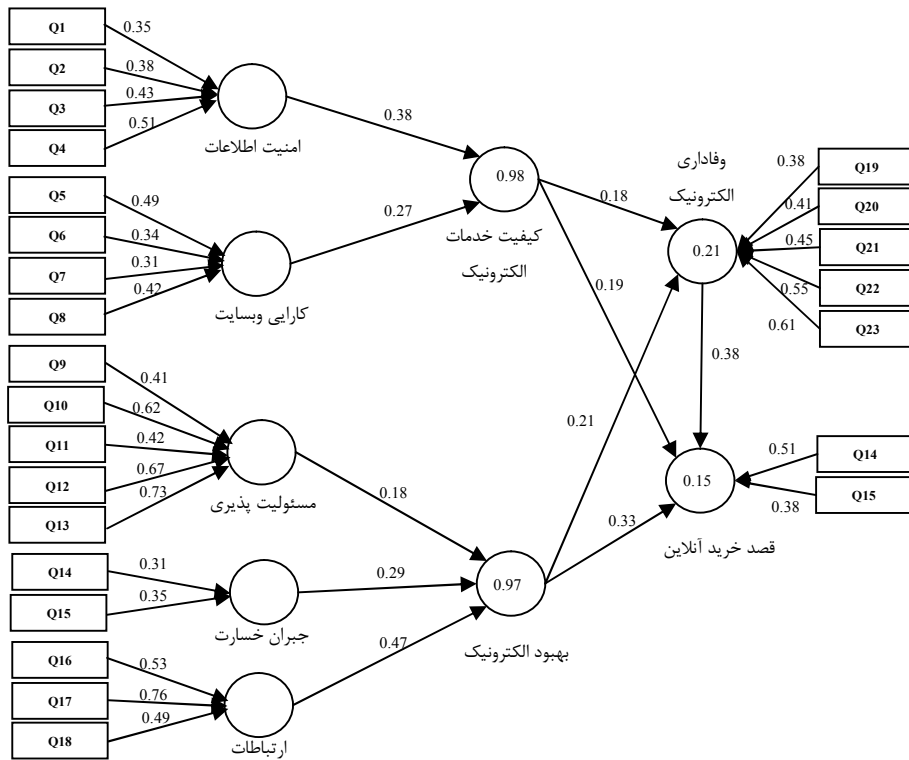 Q1
0.35
Q2
0.38
Q3
0.43
Q4
0.51
امنیت اطلاعات
0.38
Q5
0.49
Q6
0.34
Q7
0.31
Q8
0.42
کارایی وبسایت
0.27
0.98
کیفیت خدمات
الکترونیک
Q9
0.41
Q10
0.62
Q11
0.42
Q12
0.67
Q13
0.73
مسئولیت پذیری
0.18
Q14
0.31
Q15
0.35
جبران خسارت
0.29
Q16
0.53
Q17
0.76
Q18
0.49
ارتباطات
0.47
0.97
بهبود الکترونیک
0.18
0.19
0.21
0.33
وفاداری
الکترونیک
0.21
0.38
Q19
0.41
Q20
0.45
Q21
0.55
Q22
0.61
Q23
0.38
0.15
قصد خرید آنلاین
0.51
Q14
0.38
Q15